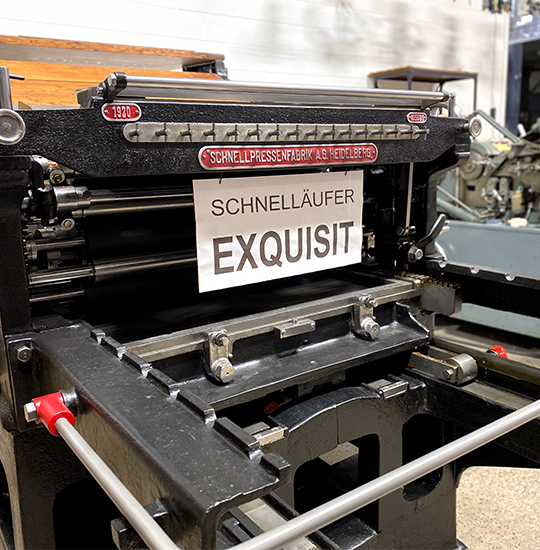 1920
SCHNELLPRESSENFABRIK A.G. HEIDELBERG.
SCHNELLÄUFER
EXQUISIT